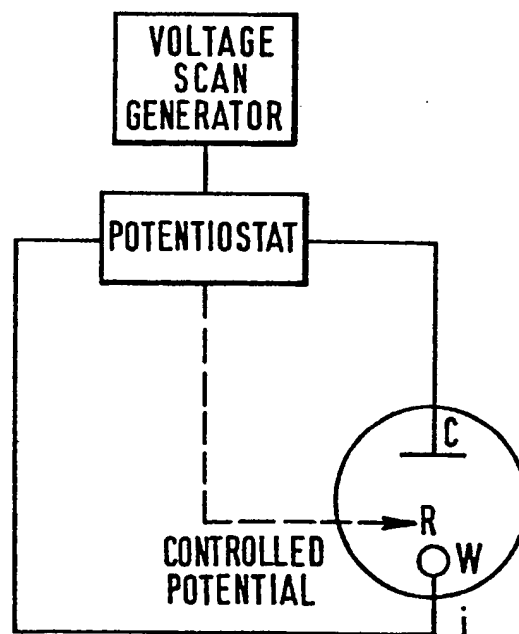 VOLTAGE
SCAN
GENERATOR
POTENTIOSTAT
C
R
W
CONTROLLED
POTENTIAL
i